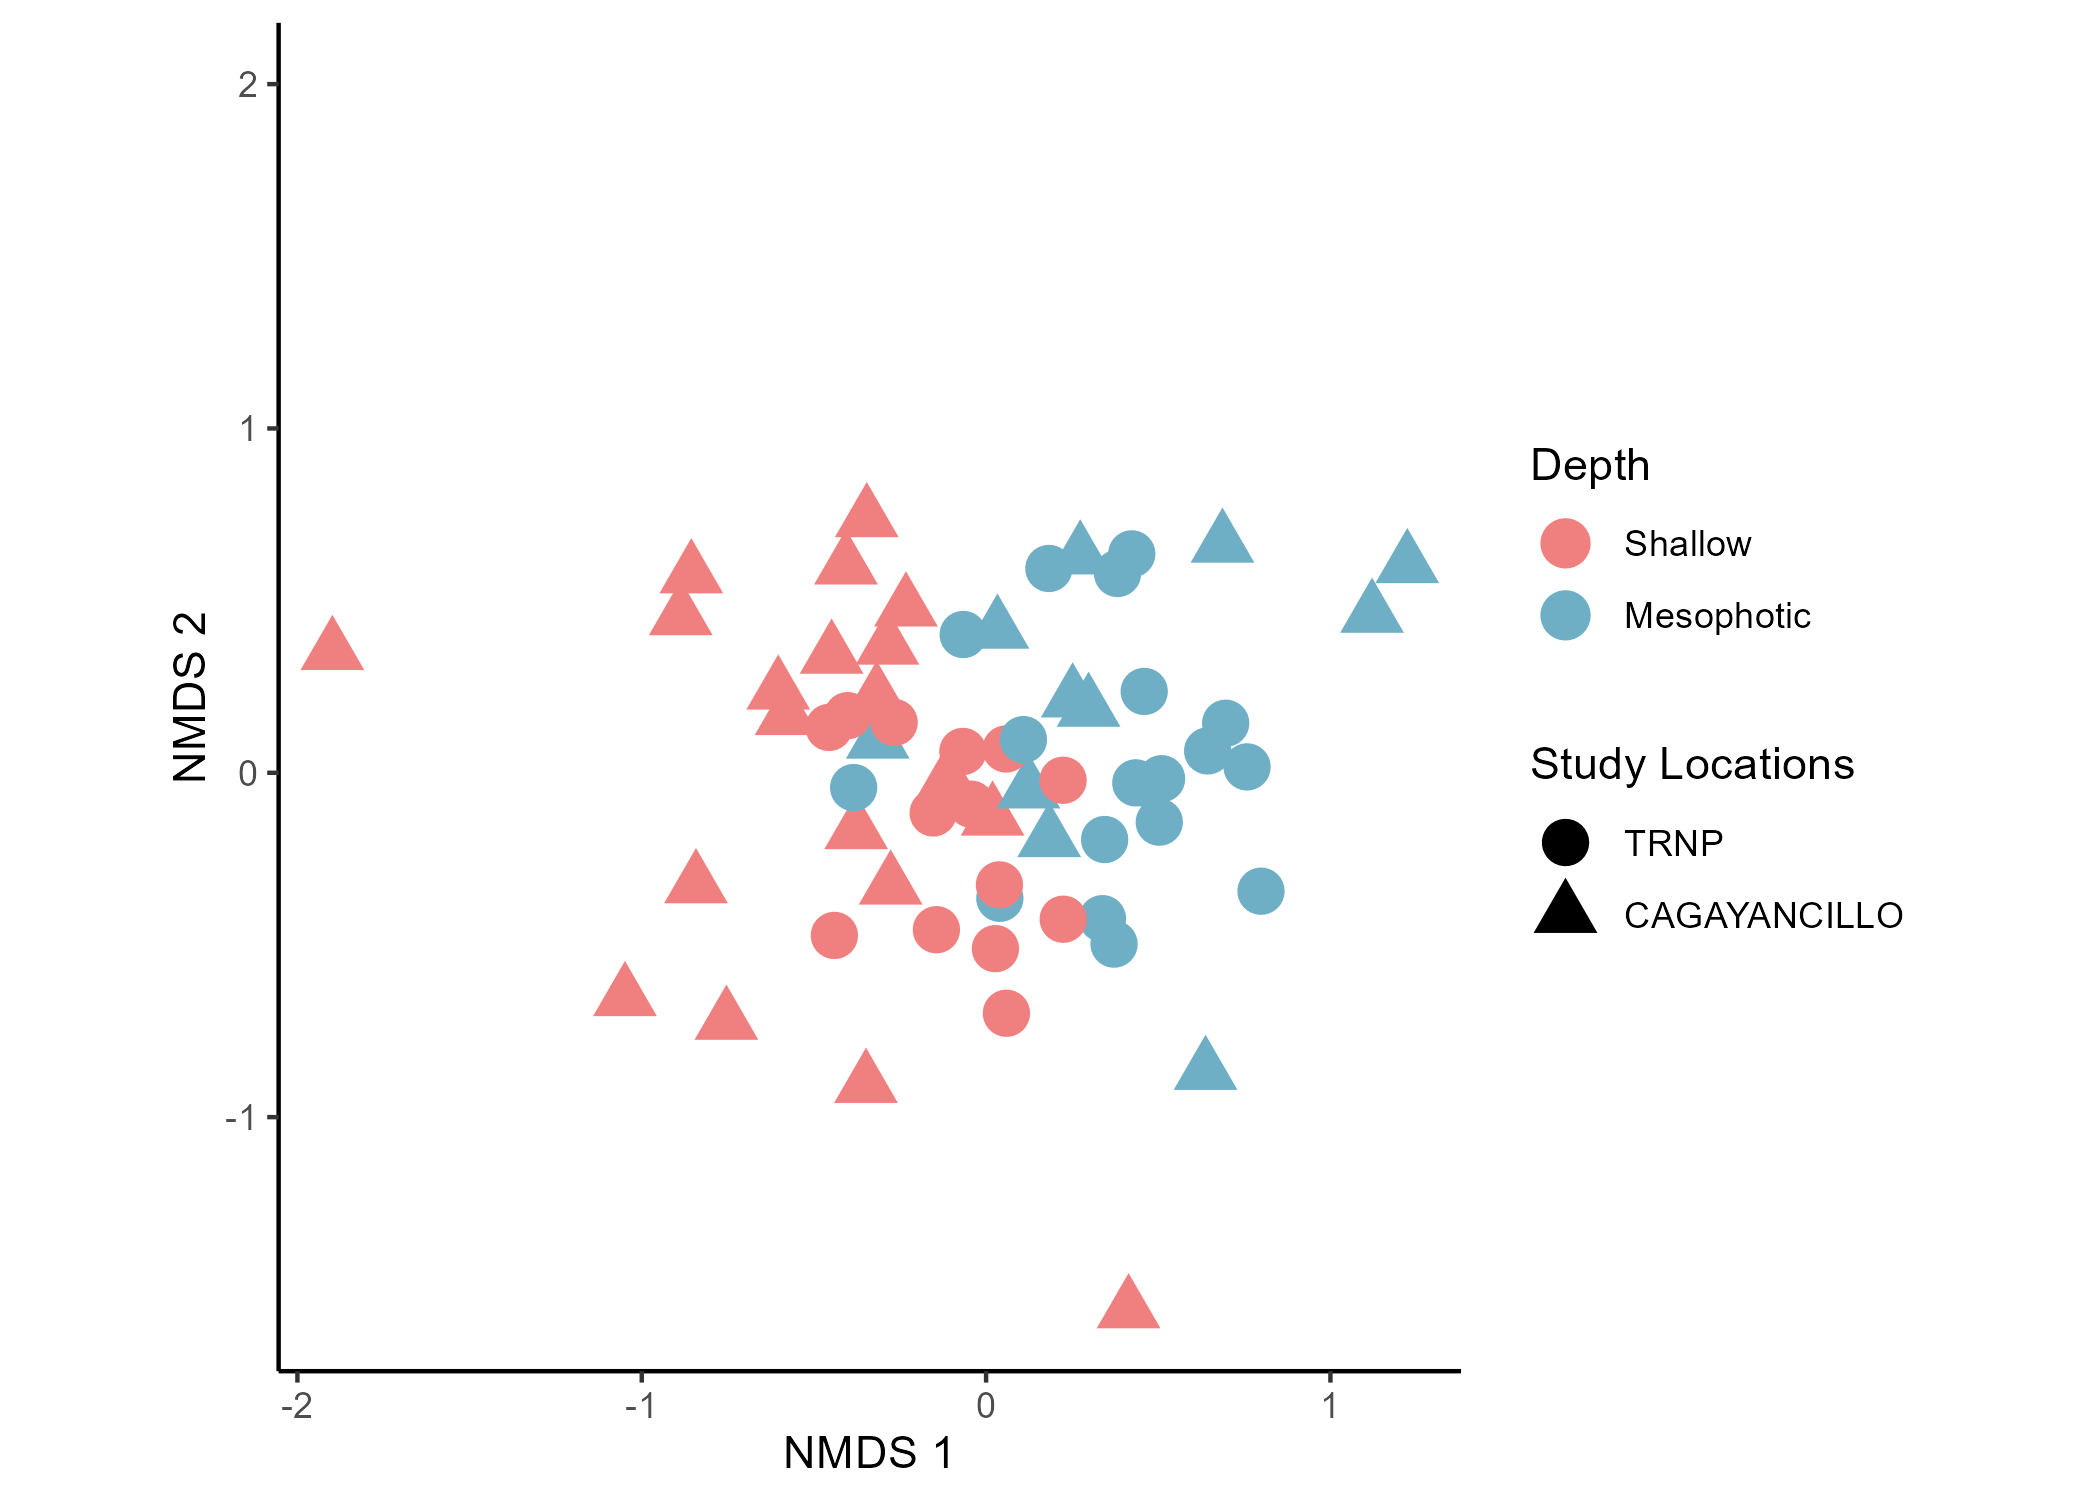 2
1
0
-1
NMDS 2
-2
-1
0
1
NMDS 1
Depth
Shallow
Mesophotic
Study Locations
TRNP
CAGAYANCILLO